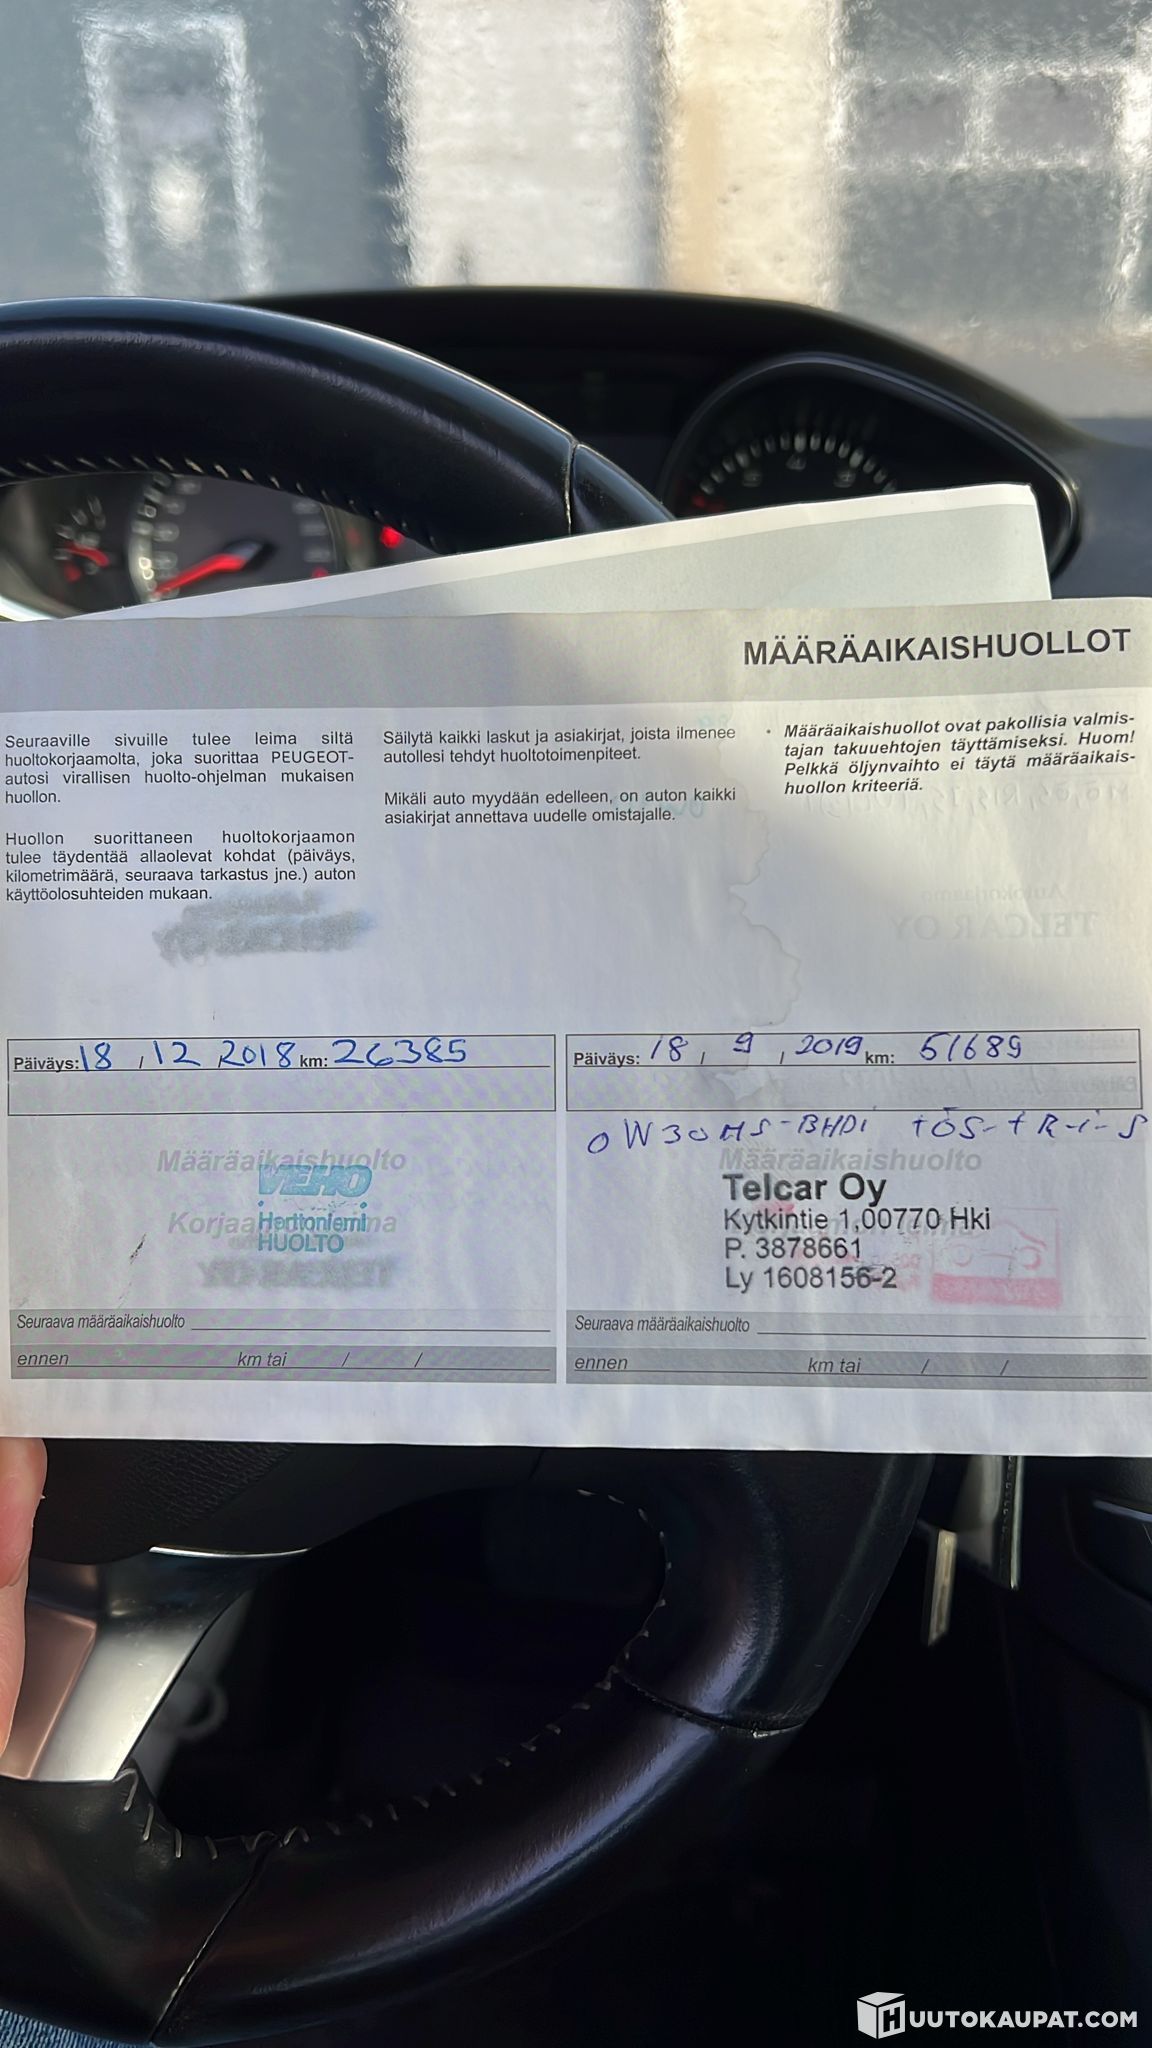 MÄÄRÄAIKAISHUOLLOT
Seuraaville sivuille tulee leima siltä
huoltokorjaamolta, joka suorittaa PEUGEOT-
autosi virallisen huolto-ohjelman mukaisen
huollon.
Huollon suorittaneen huoltokorjaamon
tulee täydentää allaolevat kohdat (päiväys,
kilometrimäärä, seuraava tarkastus jne.) auton
käyttöolosuhteiden mukaan.
Säilytä kaikki laskut ja asiakirjat, joista ilmenee
autollesi tehdyt huoltotoimenpiteet.
Mikäli auto myydään edelleen, on auton kaikki
asiakirjat annettava uudelle omistajalle.
• Määräaikaishuollot ovat pakollisia valmis-
tajan takuuehtojen täyttämiseksi. Huom!
Pelkkä öljynvaihto ei täytä määräaikais-
huollon kriteeriä.
Päiväys: 18 / 12 2018 km: 26385
Määräaikaishuolto
VEHO
Herttoniemi
HUOLTO
Seuraava määräaikaishuolto
ennen km tai / /
Päiväys: 18 / 9 / 2019 km: 51689
0W30
Määräaikaishuolto
Telcar Oy
Kytkintie 1,00770 Hki
P. 3878661
Ly 1608156-2
Seuraava määräaikaishuolto
ennen km tai / /
HUUTOKAUPAT.COM